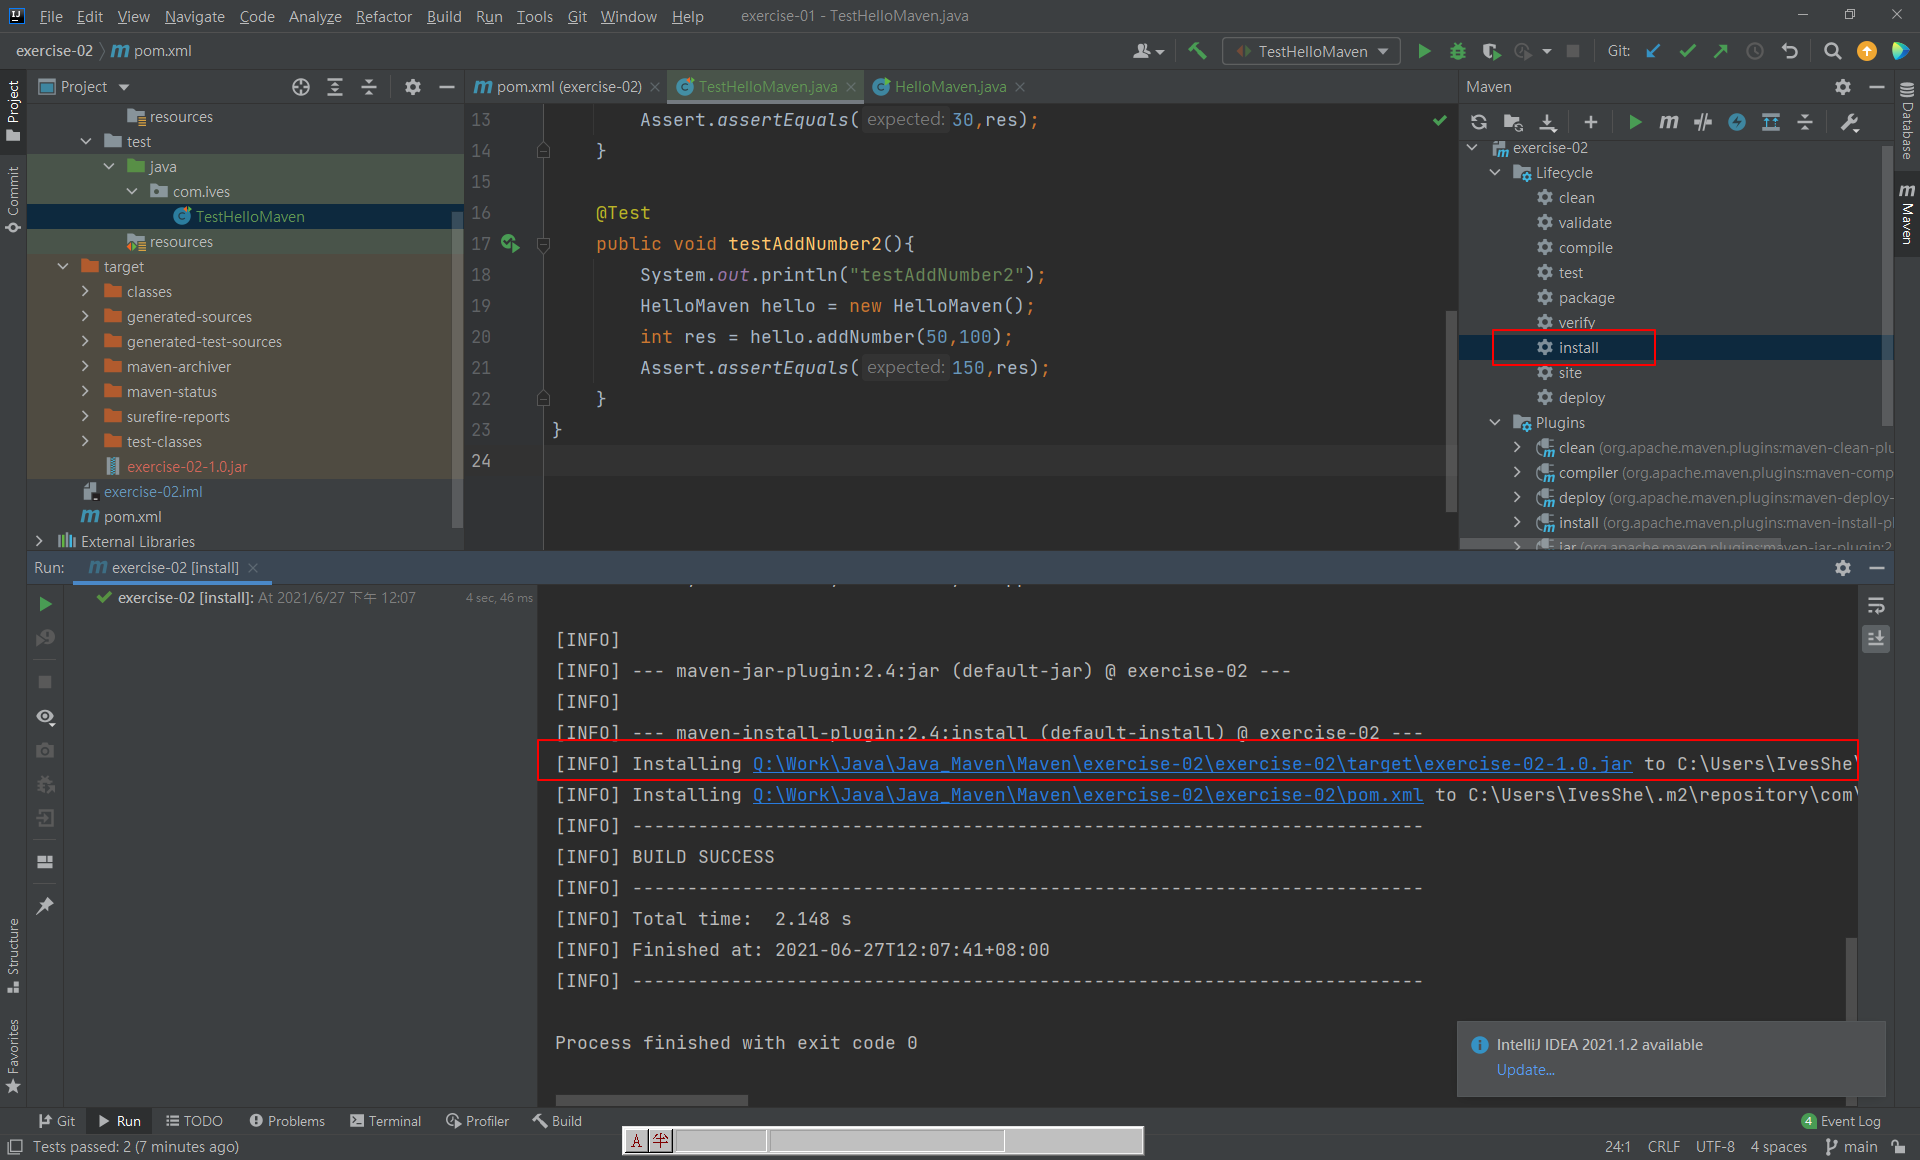 File Edit View Navigate Code Analyze Refactor Build Run Tools Git Window Help exercise-01 - TestHelloMaven.java
exercise-02 pom.xml
TestHelloMaven
Git:
Project
pom.xml (exercise-02)
TestHelloMaven.java
HelloMaven.java
Maven
Project
Commit
resources
test
java
com.ives
TestHelloMaven
resources
target
classes
generated-sources
generated-test-sources
maven-archiver
maven-status
surefire-reports
test-classes
exercise-02-1.0.jar
exercise-02.iml
pom.xml
External Libraries
13 Assert.assertEquals( expected: 30,res);
14 }
15
16 @Test
17 public void testAddNumber2(){
18 System.out.println("testAddNumber2");
19 HelloMaven hello = new HelloMaven();
20 int res = hello.addNumber(50,100);
21 Assert.assertEquals( expected: 150,res);
22 }
23 }
24
exercise-02
Lifecycle
clean
validate
compile
test
package
verify
install
site
deploy
Plugins
clean (org.apache.maven.plugins:maven-clean-plu
compiler (org.apache.maven.plugins:maven-comp
deploy (org.apache.maven.plugins:maven-deploy-
install (org.apache.maven.plugins:maven-install-pl
jar (org.apache.maven.plugins:maven-jar-plugin:2
Database
Maven
Run: exercise-02 [install]
exercise-02 [install]: At 2021/6/27 下午 12:07 4 sec, 46 ms
[INFO]
[INFO] --- maven-jar-plugin:2.4:jar (default-jar) @ exercise-02 ---
[INFO]
[INFO] --- maven-install-plugin:2.4:install (default-install) @ exercise-02 ---
[INFO] Installing Q:\Work\Java\Java_Maven\Maven\exercise-02\exercise-02\target\exercise-02-1.0.jar to C:\Users\IvesShe\
[INFO] Installing Q:\Work\Java\Java_Maven\Maven\exercise-02\exercise-02\pom.xml to C:\Users\IvesShe\.m2\repository\com\
[INFO] ------------------------------------------------------------------------
[INFO] BUILD SUCCESS
[INFO] ------------------------------------------------------------------------
[INFO] Total time:  2.148 s
[INFO] Finished at: 2021-06-27T12:07:41+08:00
[INFO] ------------------------------------------------------------------------
Process finished with exit code 0
IntelliJ IDEA 2021.1.2 available
Update...
Structure
Favorites
Git Run TODO Problems Terminal Profiler Build 4 Event Log
A 半
Tests passed: 2 (7 minutes ago) 24:1 CRLF UTF-8 4 spaces main